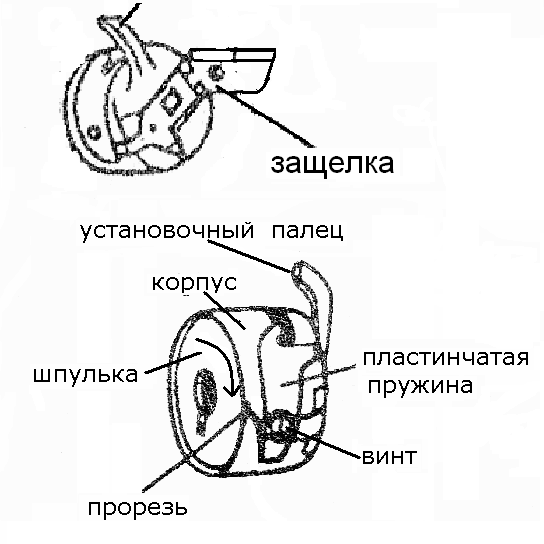 защелка
установочный палец
корпус
шпулька
пластинчатая
пружина
винт
прорезь